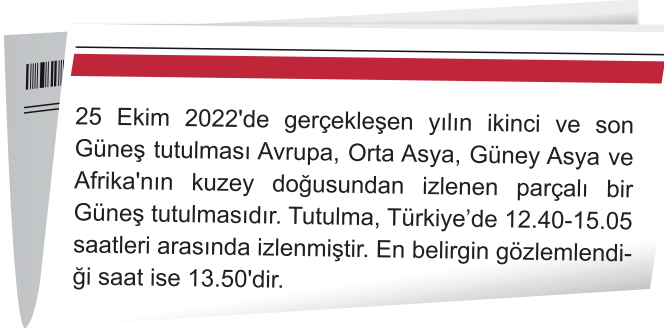 25 Ekim 2022'de gerçekleşen yılın ikinci ve son
Güneş tutulması Avrupa, Orta Asya, Güney Asya ve
Afrika'nın kuzey doğusundan izlenen parçalı bir
Güneş tutulmasıdır. Tutulma, Türkiye’de 12.40-15.05
saatleri arasında izlenmiştir. En belirgin gözlemlendi-
ği saat ise 13.50'dir.